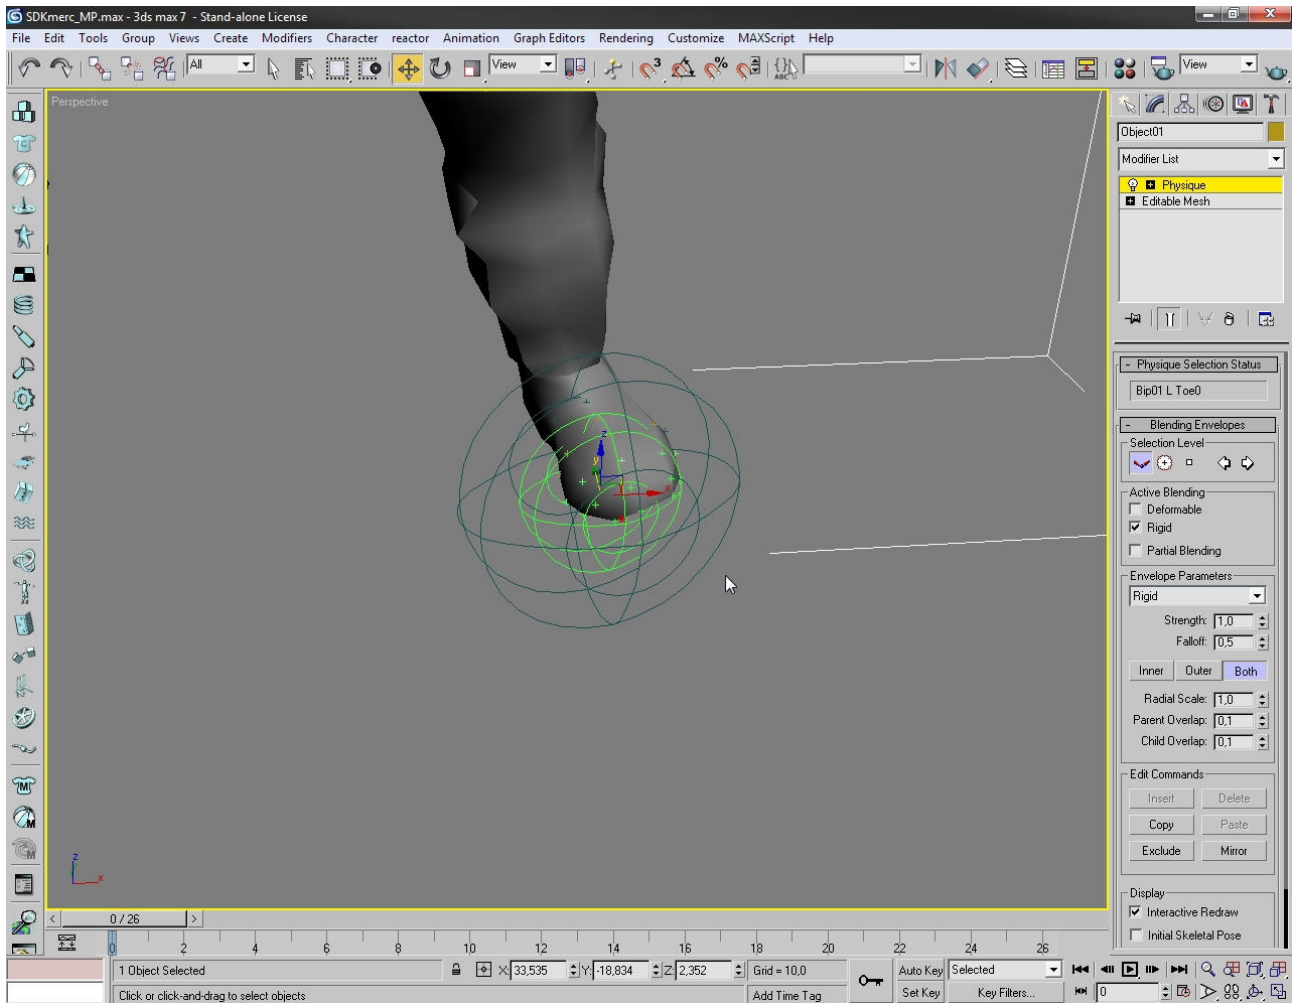 SDKmerc_MP.max - 3ds max 7 - Stand-alone License
File Edit Tools Group Views Create Modifiers Character reactor Animation Graph Editors Rendering Customize MAXScript Help
All View View
Perspective
Object01
Modifier List
Physique
Editable Mesh
- Physique Selection Status
Bip01 L Toe0
- Blending Envelopes
Selection Level
Active Blending
Deformable
Rigid
Partial Blending
Envelope Parameters
Rigid
Strength: 1,0
Falloff: 0,5
Inner Outer Both
Radial Scale: 1,0
Parent Overlap: 0,1
Child Overlap: 0,1
Edit Commands
Insert Delete
Copy Paste
Exclude Mirror
Display
Interactive Redraw
Initial Skeletal Pose
z
y
x
z
x
< 0 / 26 >
0 2 4 6 8 10 12 14 16 18 20 22 24 26
1 Object Selected X: 33,535 Y: -18,834 Z: 2,352 Grid = 10,0 Auto Key Selected
Click or click-and-drag to select objects Add Time Tag Set Key Key Filters... 0